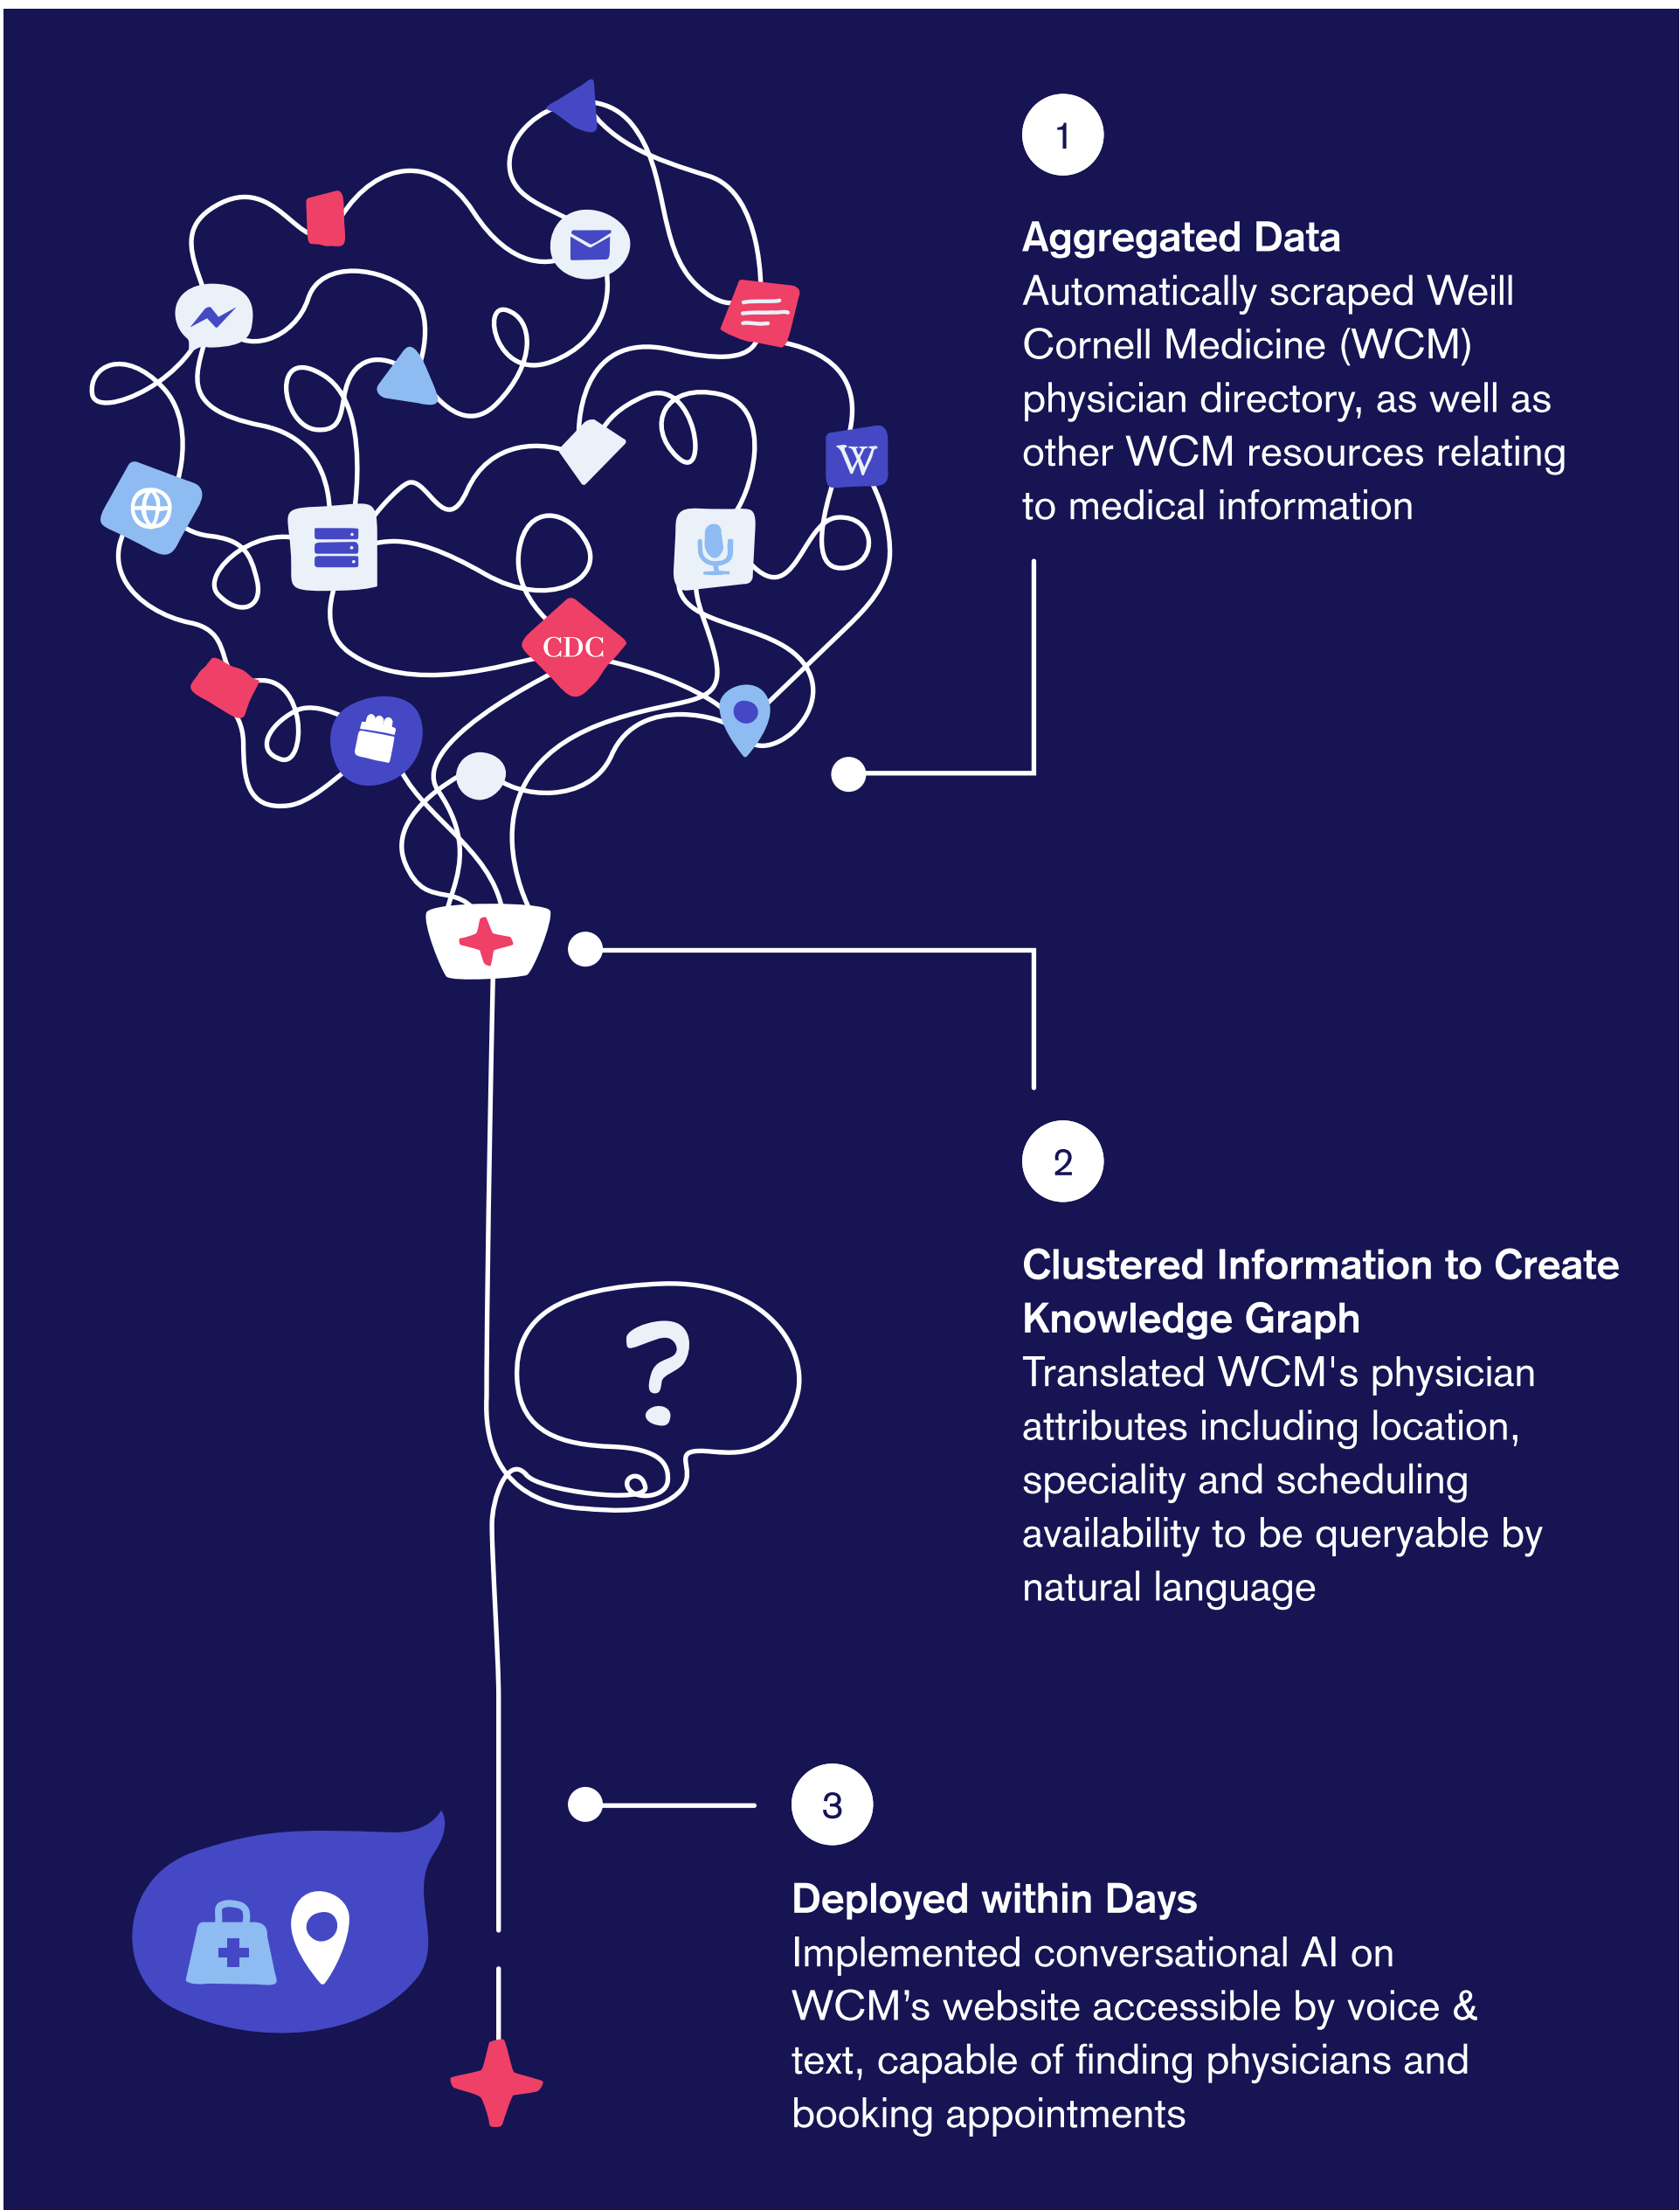 1
Aggregated Data
Automatically scraped Weill
Cornell Medicine (WCM)
physician directory, as well as
other WCM resources relating
to medical information
W
CDC
2
Clustered Information to Create
Knowledge Graph
Translated WCM's physician
attributes including location,
speciality and scheduling
availability to be queryable by
natural language
?
3
Deployed within Days
Implemented conversational AI on
WCM’s website accessible by voice &
text, capable of finding physicians and
booking appointments